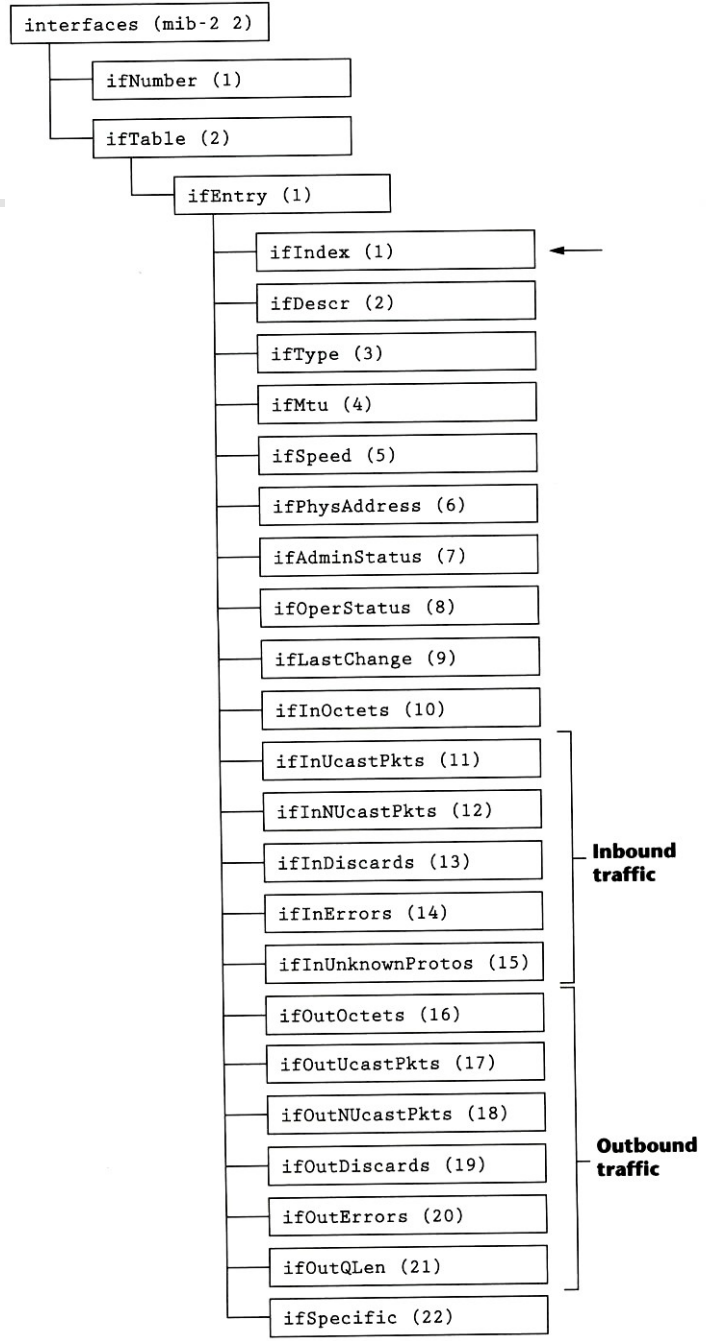 interfaces (mib-2 2)
ifNumber (1)
ifTable (2)
ifEntry (1)
ifIndex (1)
ifDescr (2)
ifType (3)
ifMtu (4)
ifSpeed (5)
ifPhysAddress (6)
ifAdminStatus (7)
ifOperStatus (8)
ifLastChange (9)
ifInOctets (10)
ifInUcastPkts (11)
ifInNUcastPkts (12)
ifInDiscards (13)
ifInErrors (14)
ifInUnknownProtos (15)
Inbound
traffic
ifOutOctets (16)
ifOutUcastPkts (17)
ifOutNUcastPkts (18)
ifOutDiscards (19)
ifOutErrors (20)
ifOutQLen (21)
Outbound
traffic
ifSpecific (22)